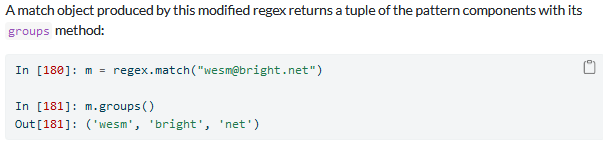 A match object produced by this modified regex returns a tuple of the pattern components with its
groups method:
In [180]: m = regex.match("wesm@bright.net")
In [181]: m.groups()
Out[181]: ('wesm', 'bright', 'net')